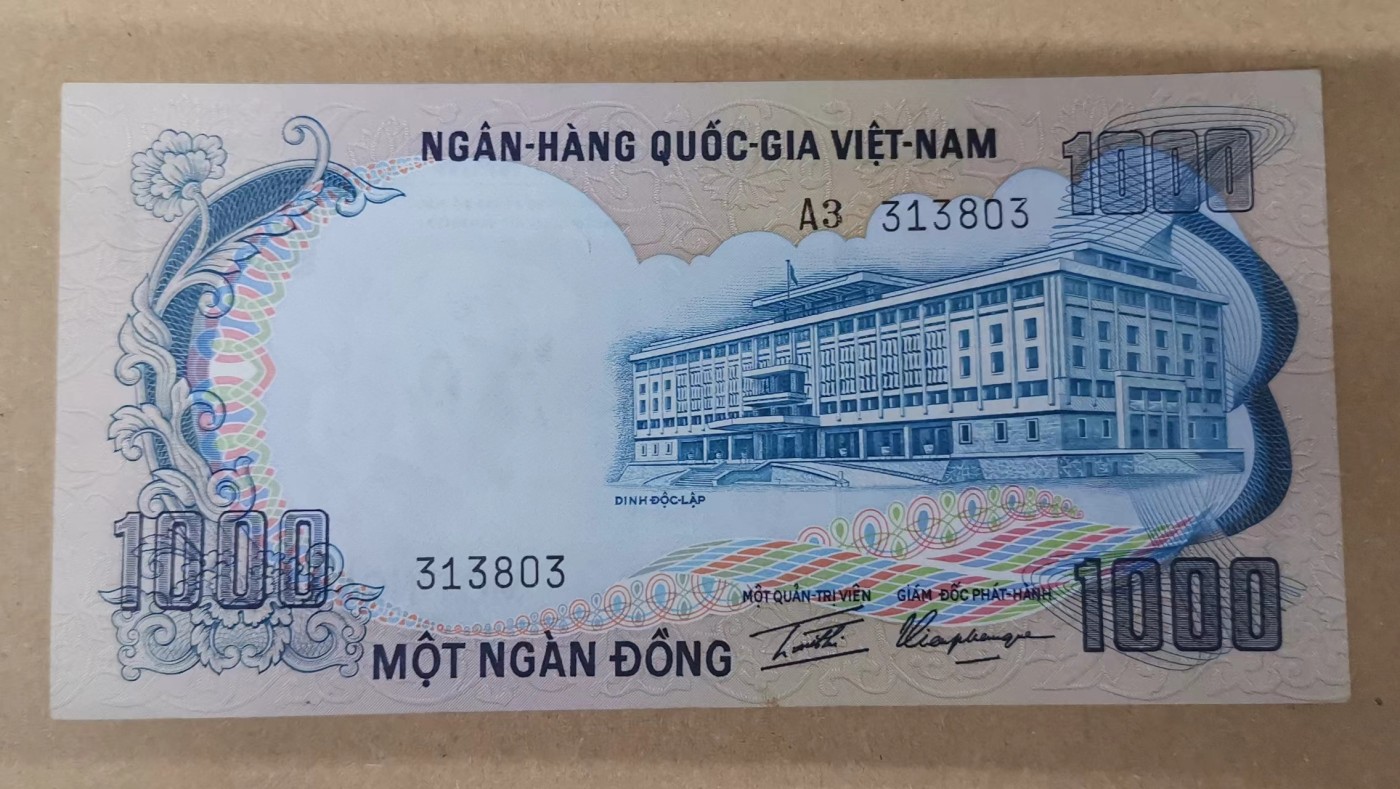 NGÂN-HÀNG QUỐC-GIA VIỆT-NAM
1000
A3 313803
DINH ĐỘC-LẬP
1000
313803
MỘT QUẢN-TRỊ VIÊN
GIÁM ĐỐC PHÁT-HÀNH
1000
MỘT NGÀN ĐỒNG